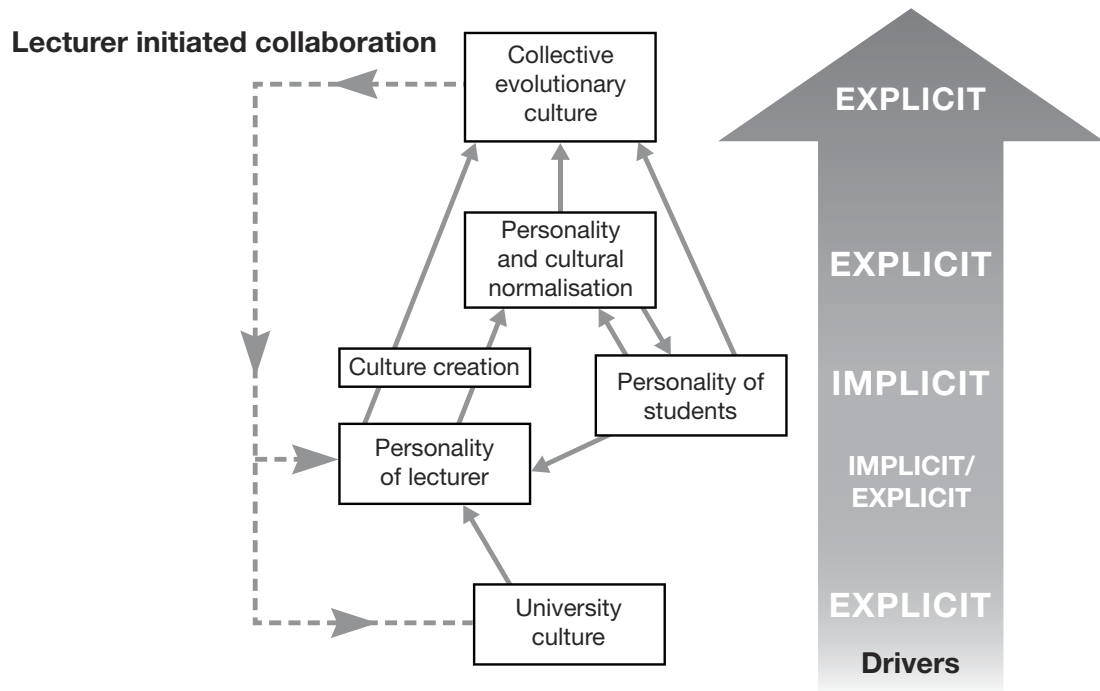 Lecturer initiated collaboration
Collective
evolutionary
culture
EXPLICIT
Personality
and cultural
normalisation
EXPLICIT
Culture creation
Personality of
students
IMPLICIT
Personality
of lecturer
IMPLICIT/
EXPLICIT
University
culture
EXPLICIT
Drivers